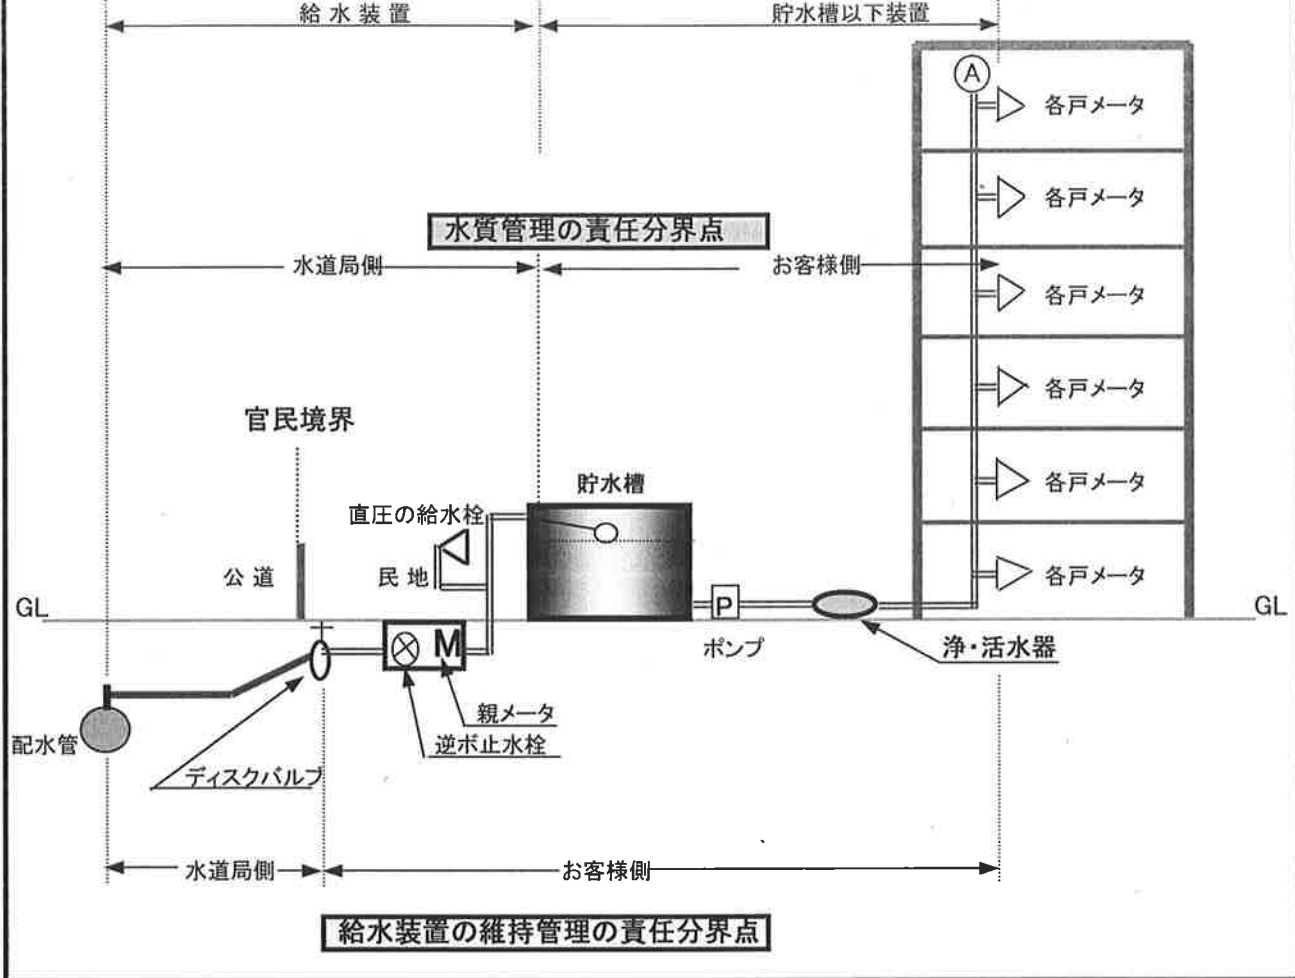 給水装置
貯水槽以下装置
A
各戸メータ
各戸メータ
水質管理の責任分界点
水道局側
お客様側
各戸メータ
各戸メータ
官民境界
貯水槽
各戸メータ
直圧の給水栓
公道
民地
各戸メータ
GL
P
GL
ポンプ
浄・活水器
M
親メータ
配水管
逆ボ止水栓
ディスクバルブ
水道局側
お客様側
給水装置の維持管理の責任分界点